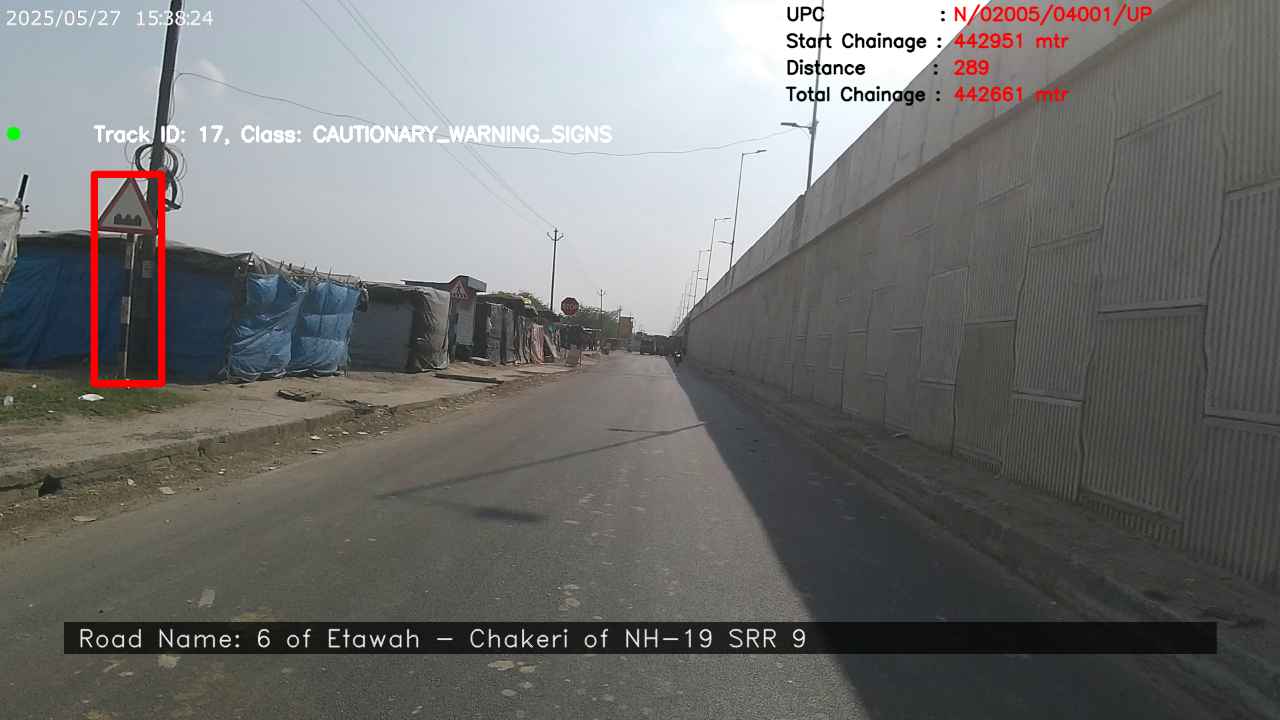 2025/05/27 15:38:24
UPC : N/02005/04001/UP
Start Chainage : 442951 mtr
Distance : 289
Total Chainage : 442661 mtr
Track ID: 17, Class: CAUTIONARY_WARNING_SIGNS
Road Name: 6 of Etawah - Chakeri of NH-19 SRR 9